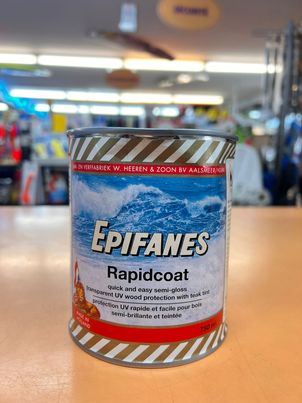 EN VERFFABRIEK W. HEEREN & ZOON BV AALSMEER
EPIFANES
Rapidcoat
quick and easy semi-gloss
transparent UV wood protection with teak tint
protection UV rapide et facile pour bois
semi-brillante et teintée
750 ml